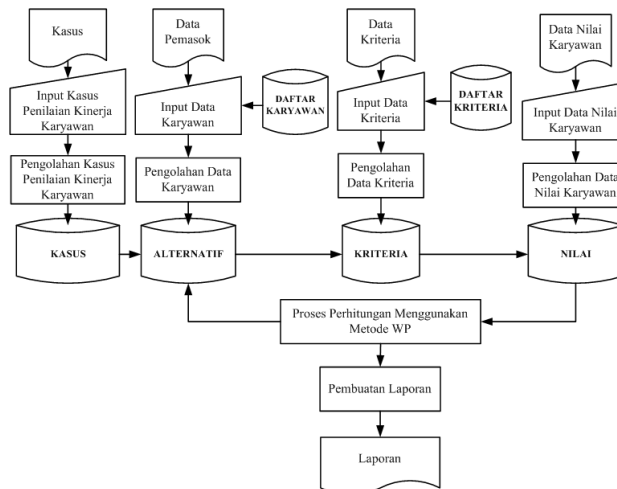 Kasus
Data
Pemasok
Data
Kriteria
Data Nilai
Karyawan
Input Kasus
Penilaian Kinerja
Karyawan
Input Data
Karyawan
DAFTAR
KARYAWAN
Input Data
Kriteria
DAFTAR
KRITERIA
Input Data Nilai
Karyawan
Pengolahan Kasus
Penilaian Kinerja
Karyawan
Pengolahan Data
Karyawan
Pengolahan
Data Kriteria
Pengolahan Data
Nilai Karyawan
KASUS
ALTERNATIF
KRITERIA
NILAI
Proses Perhitungan Menggunakan
Metode WP
Pembuatan Laporan
Laporan